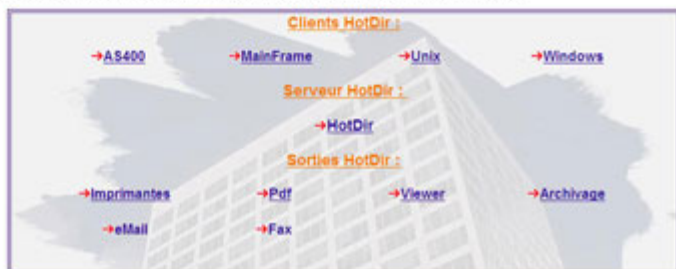 Clients HotDir :
→AS400 →MainFrame →Unix →Windows
Serveur HotDir :
→HotDir
Sorties HotDir :
→Imprimantes →Pdf →Viewer →Archivage
→eMail →Fax